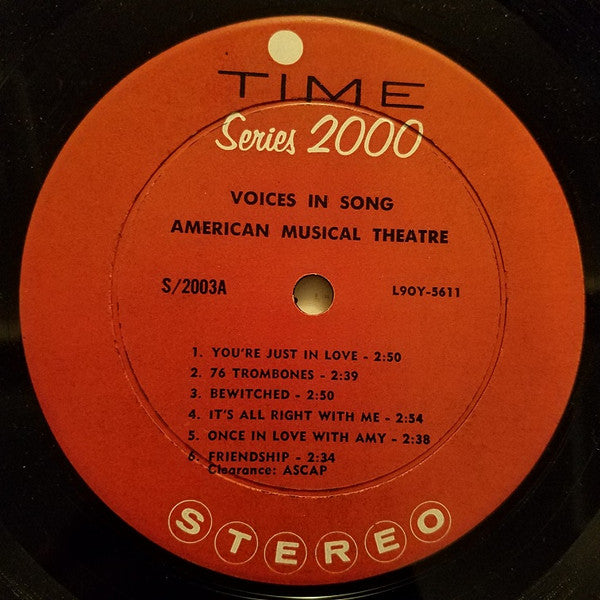 TIME
Series 2000
VOICES IN SONG
AMERICAN MUSICAL THEATRE
S/2003A L9OY-5611
1. YOU'RE JUST IN LOVE - 2:50
2. 76 TROMBONES - 2:39
3. BEWITCHED - 2:50
4. IT'S ALL RIGHT WITH ME - 2:54
5. ONCE IN LOVE WITH AMY - 2:38
6. FRIENDSHIP - 2:34
Clearance: ASCAP
STEREO